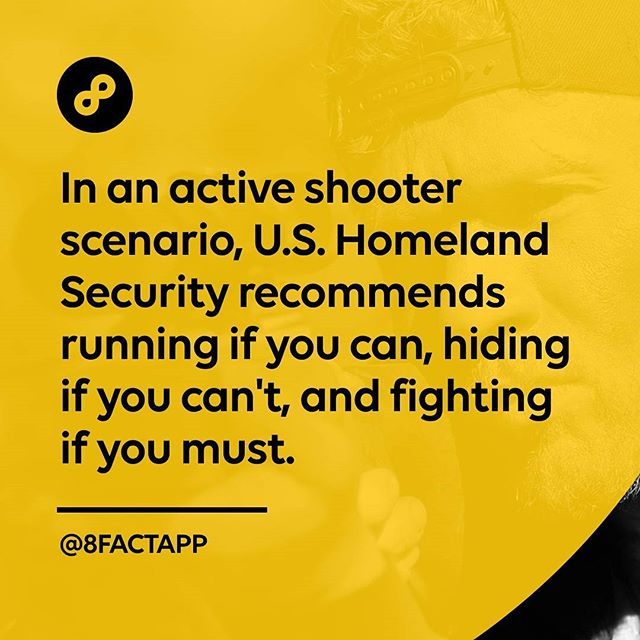 In an active shooter
scenario, U.S. Homeland
Security recommends
running if you can, hiding
if you can't, and fighting
if you must.
@8FACTAPP